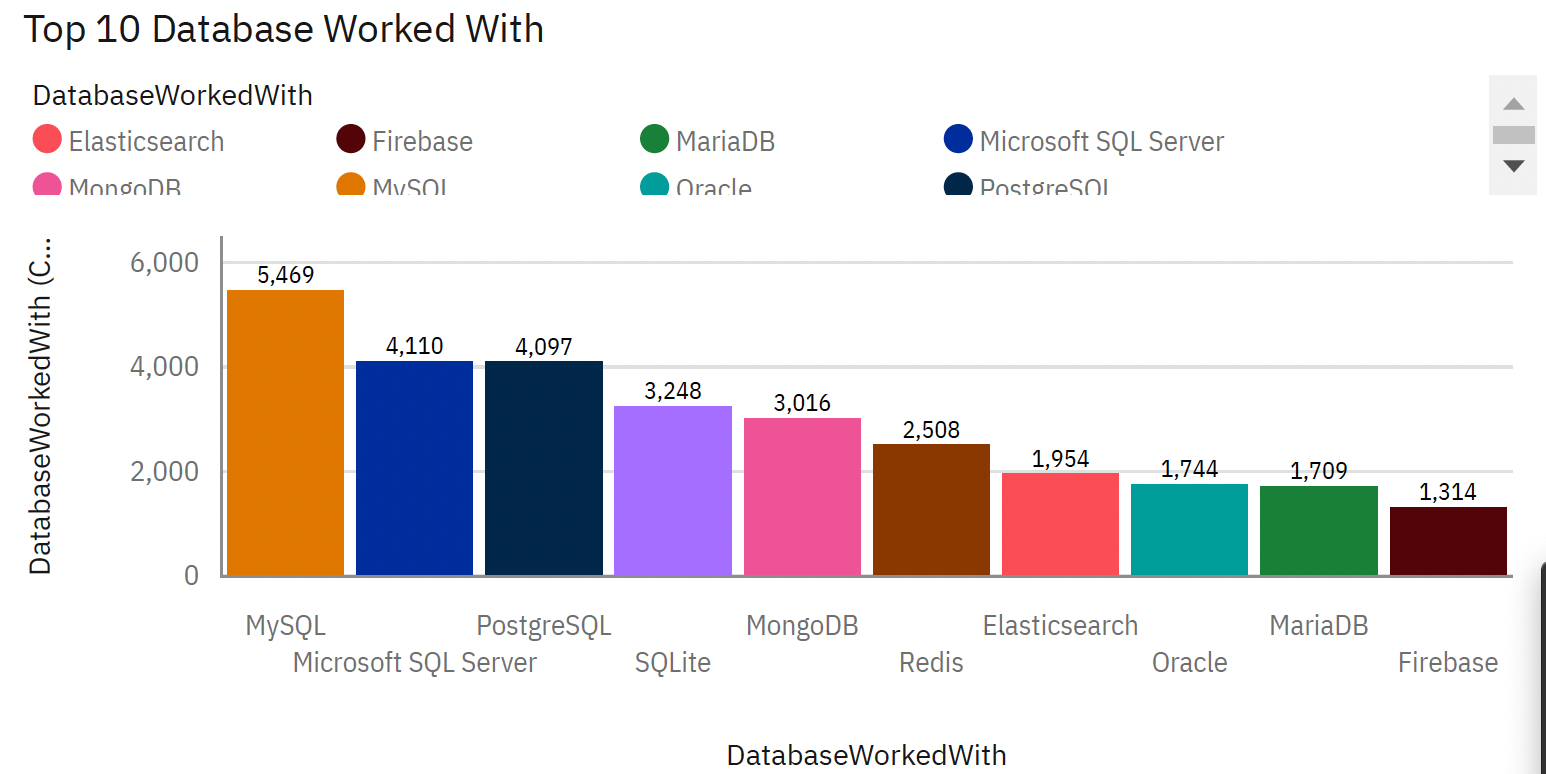 Top 10 Database Worked With
DatabaseWorkedWith
Elasticsearch Firebase MariaDB Microsoft SQL Server
MongoDB MySQL Oracle PostgreSQL
DatabaseWorkedWith (C...
6,000
4,000
2,000
0
5,469 4,110 4,097 3,248 3,016 2,508 1,954 1,744 1,709 1,314
MySQL PostgreSQL MongoDB Elasticsearch MariaDB
Microsoft SQL Server SQLite Redis Oracle Firebase
DatabaseWorkedWith